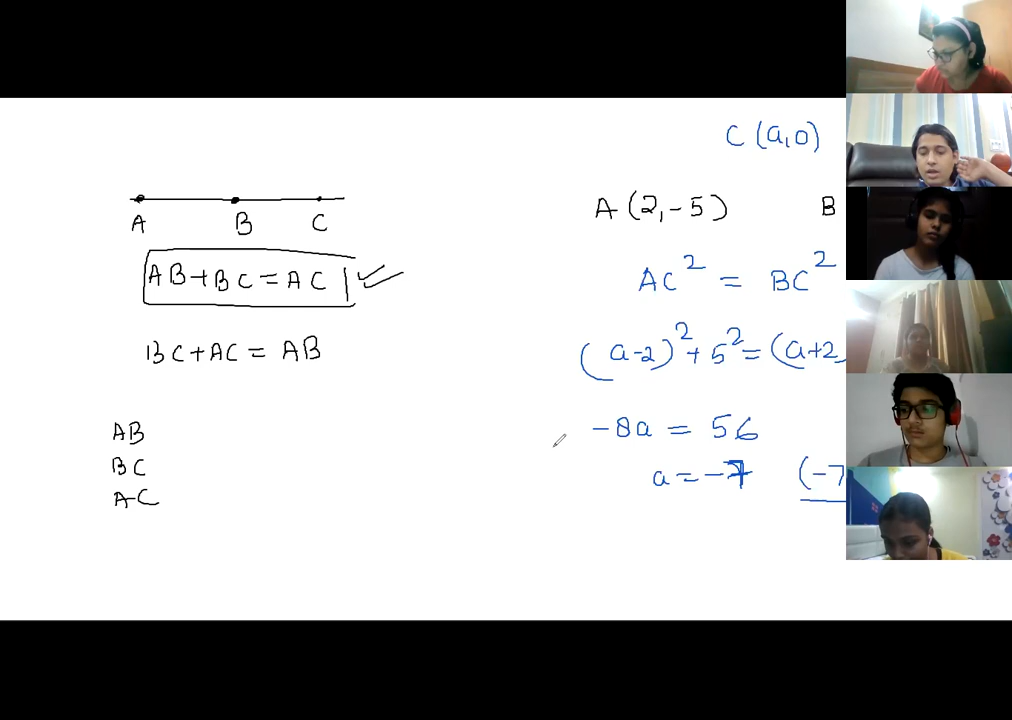 A B C
AB+BC=AC
BC+AC=AB
AB
BC
AC
C(a,0)
A(2,-5) B
AC² = BC²
(a-2)²+5²=(a+2
-8a = 56
a=-7 (-7